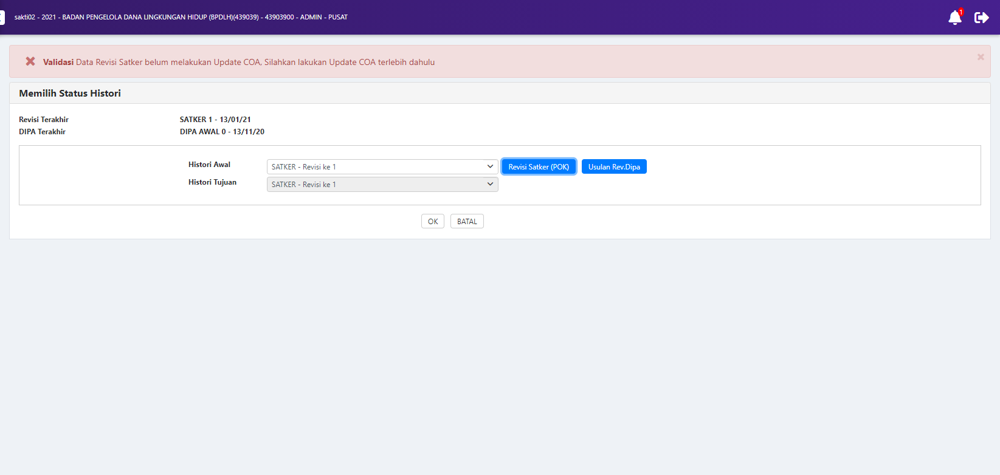 sakti02 - 2021 - BADAN PENGELOLA DANA LINGKUNGAN HIDUP (BPDLH)(439039) - 43903900 - ADMIN - PUSAT
1
Validasi Data Revisi Satker belum melakukan Update COA, Silahkan lakukan Update COA terlebih dahulu
Memilih Status Histori
Revisi Terakhir SATKER 1 - 13/01/21
DIPA Terakhir DIPA AWAL 0 - 13/11/20
Histori Awal SATKER - Revisi ke 1 Revisi Satker (POK) Usulan Rev.Dipa
Histori Tujuan SATKER - Revisi ke 1
OK BATAL